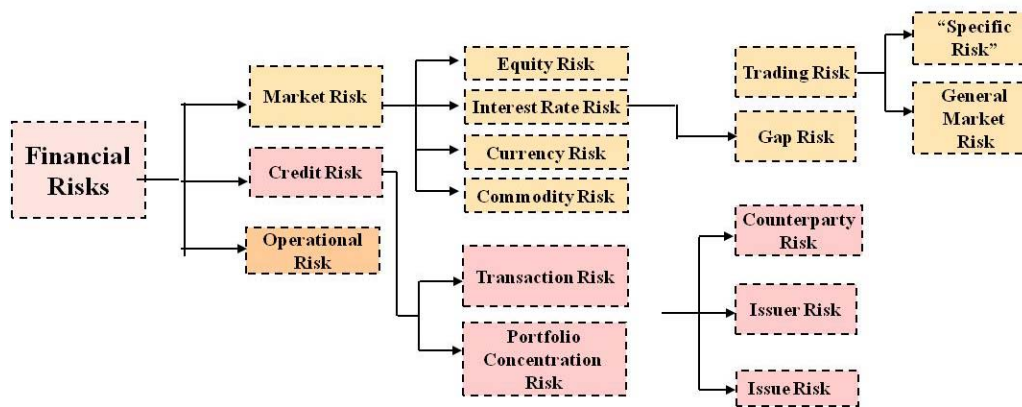 Financial
Risks
Market Risk
Credit Risk
Operational
Risk
Equity Risk
Interest Rate Risk
Currency Risk
Commodity Risk
Transaction Risk
Portfolio
Concentration
Risk
Trading Risk
Gap Risk
“Specific
Risk”
General
Market
Risk
Counterparty
Risk
Issuer Risk
Issue Risk